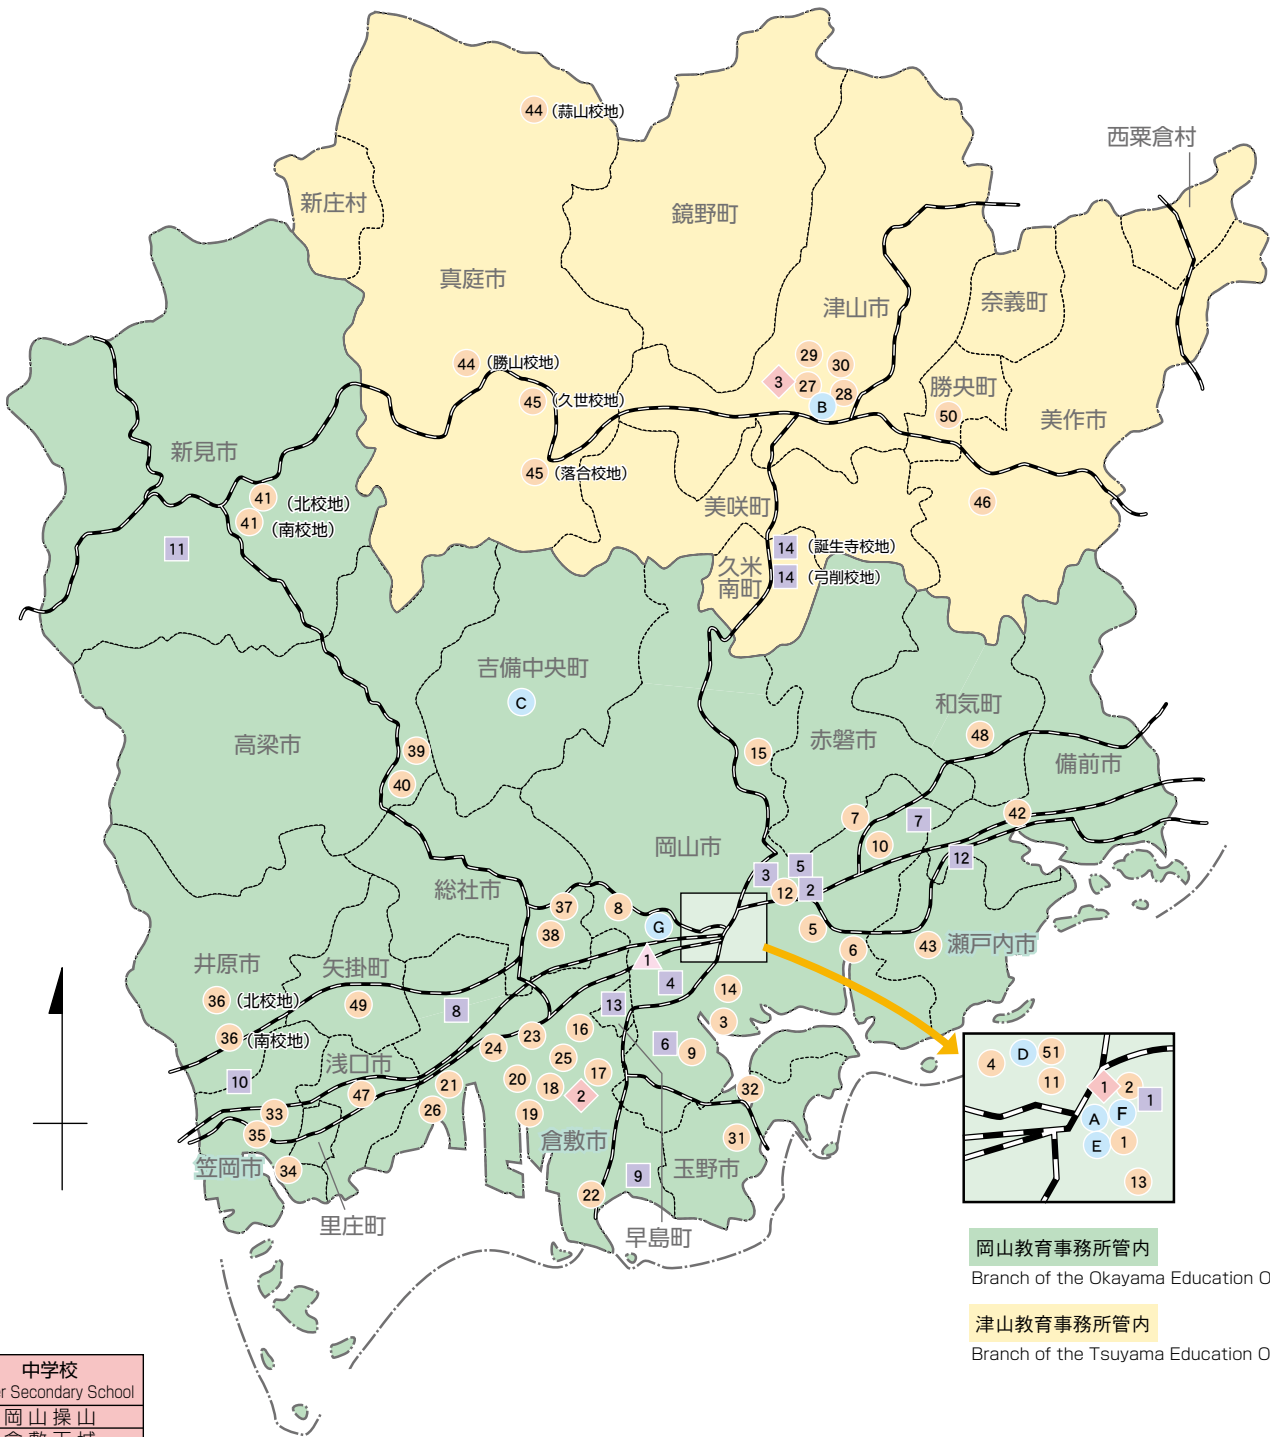 44 (蒜山校地)
西粟倉村
新庄村
鏡野町
真庭市
津山市
奈義町
29
30
44 (勝山校地)
3
27
28
勝央町
45 (久世校地)
B
50
美作市
新見市
45 (落合校地)
41 (北校地)
美咲町
46
41 (南校地)
11
14 (誕生寺校地)
久米
南町
14 (弓削校地)
吉備中央町
C
和気町
高梁市
39
15
赤磐市
48
備前市
40
7
7
42
岡山市
10
12
5
3
総社市
12
2
37
8
G
5
38
6
43
瀬戸内市
井原市
矢掛町
1
4
14
36 (北校地)
49
8
13
3
36 (南校地)
16
23
6
9
24
25
浅口市
17
10
21
20
18
2
32
47
26
19
33
35
倉敷市
31
笠岡市
34
9
玉野市
22
里庄町
早島町
4
D
51
11
1
2
1
A
F
E
1
13
岡山教育事務所管内
Branch of the Okayama Education O
津山教育事務所管内
Branch of the Tsuyama Education O
中学校
er Secondary School
岡山操山